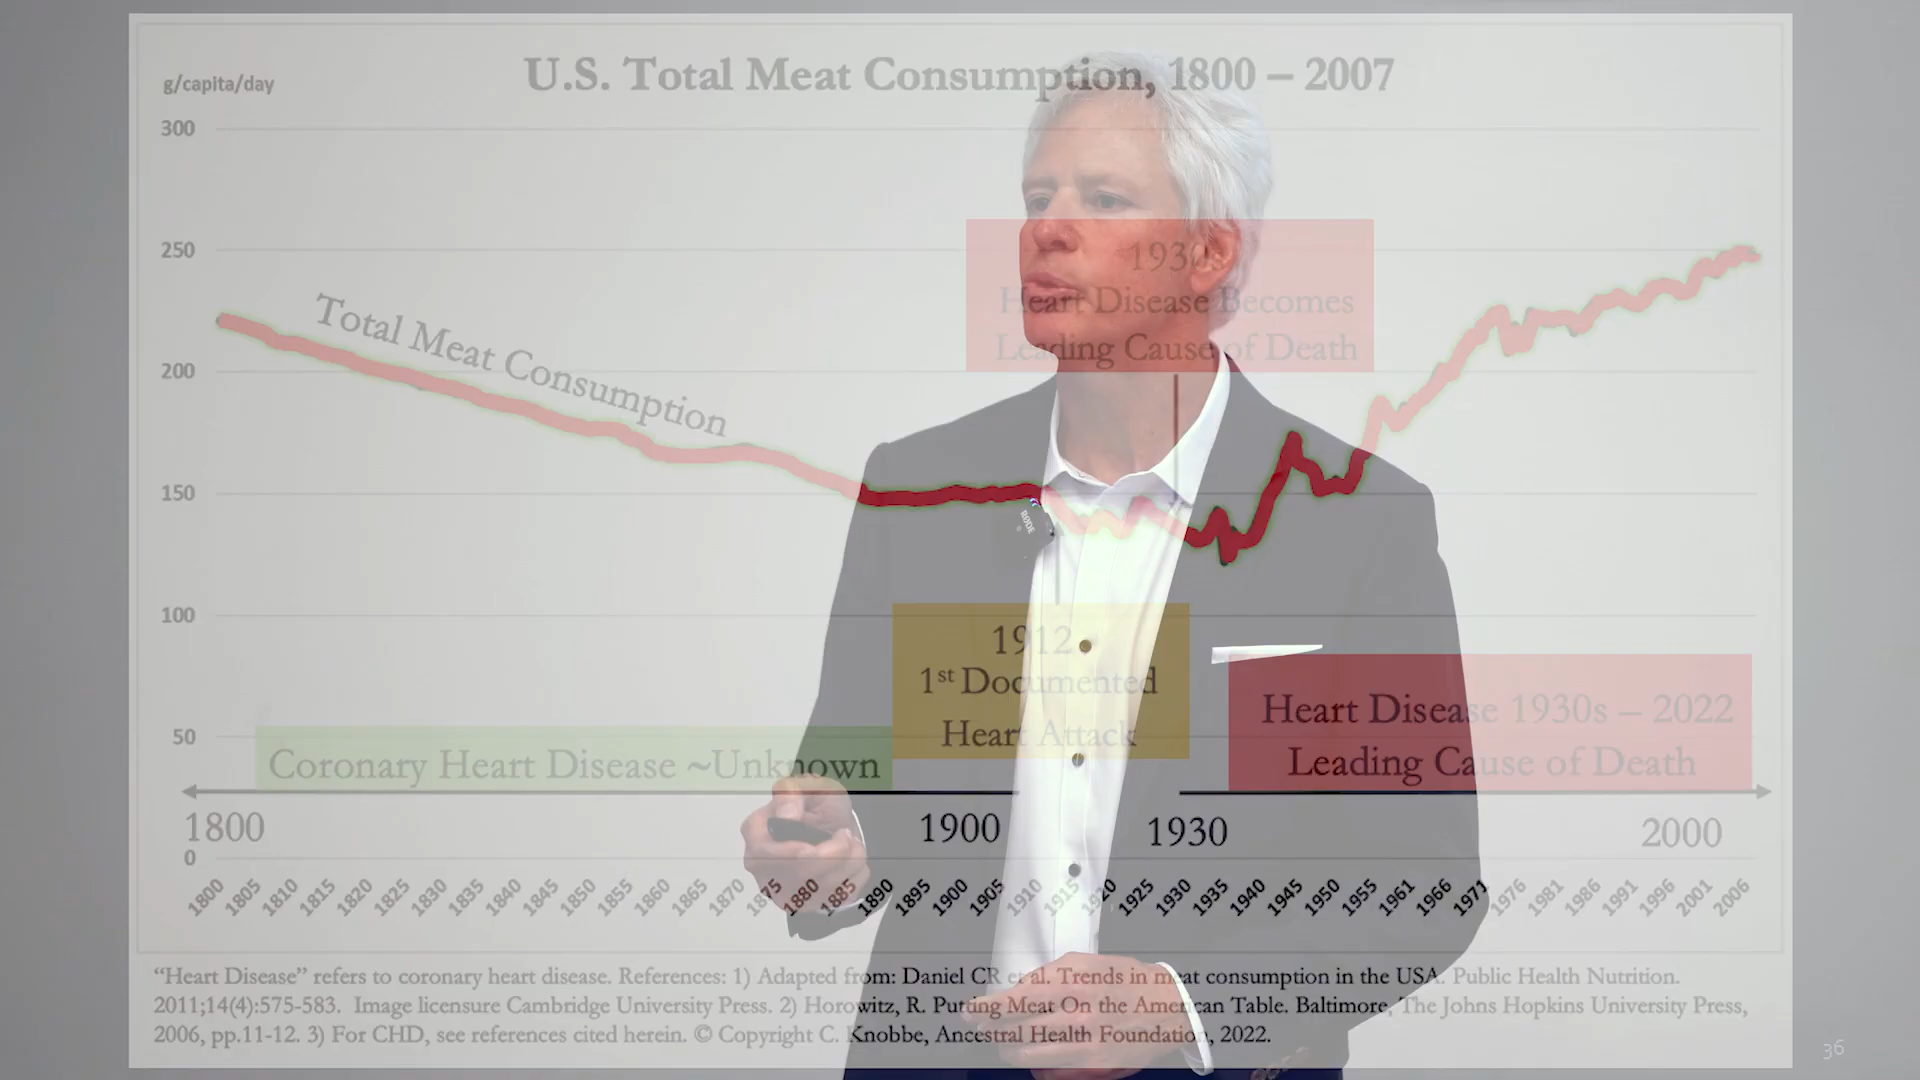 U.S. Total Meat Consumption, 1800 – 2007
g/capita/day
300
250
200
150
100
50
0
Total Meat Consumption
1930s
Heart Disease Becomes
Leading Cause of Death
RØDE
1912
1st Documented
Heart Attack
Coronary Heart Disease ~Unknown
Heart Disease 1930s – 2022
Leading Cause of Death
1800 1900 1930 2000
1800 1805 1810 1815 1820 1825 1830 1835 1840 1845 1850 1855 1860 1865 1870 1875 1880 1885 1890 1895 1900 1905 1910 1915 1920 1925 1930 1935 1940 1945 1950 1955 1961 1966 1971 1976 1981 1986 1991 1996 2001 2006
“Heart Disease” refers to coronary heart disease. References: 1) Adapted from: Daniel CR et al. Trends in meat consumption in the USA. Public Health Nutrition.
2011;14(4):575-583. Image licensure Cambridge University Press. 2) Horowitz, R. Putting Meat On the American Table. Baltimore, The Johns Hopkins University Press,
2006, pp.11-12. 3) For CHD, see references cited herein. © Copyright C. Knobbe, Ancestral Health Foundation, 2022.
36